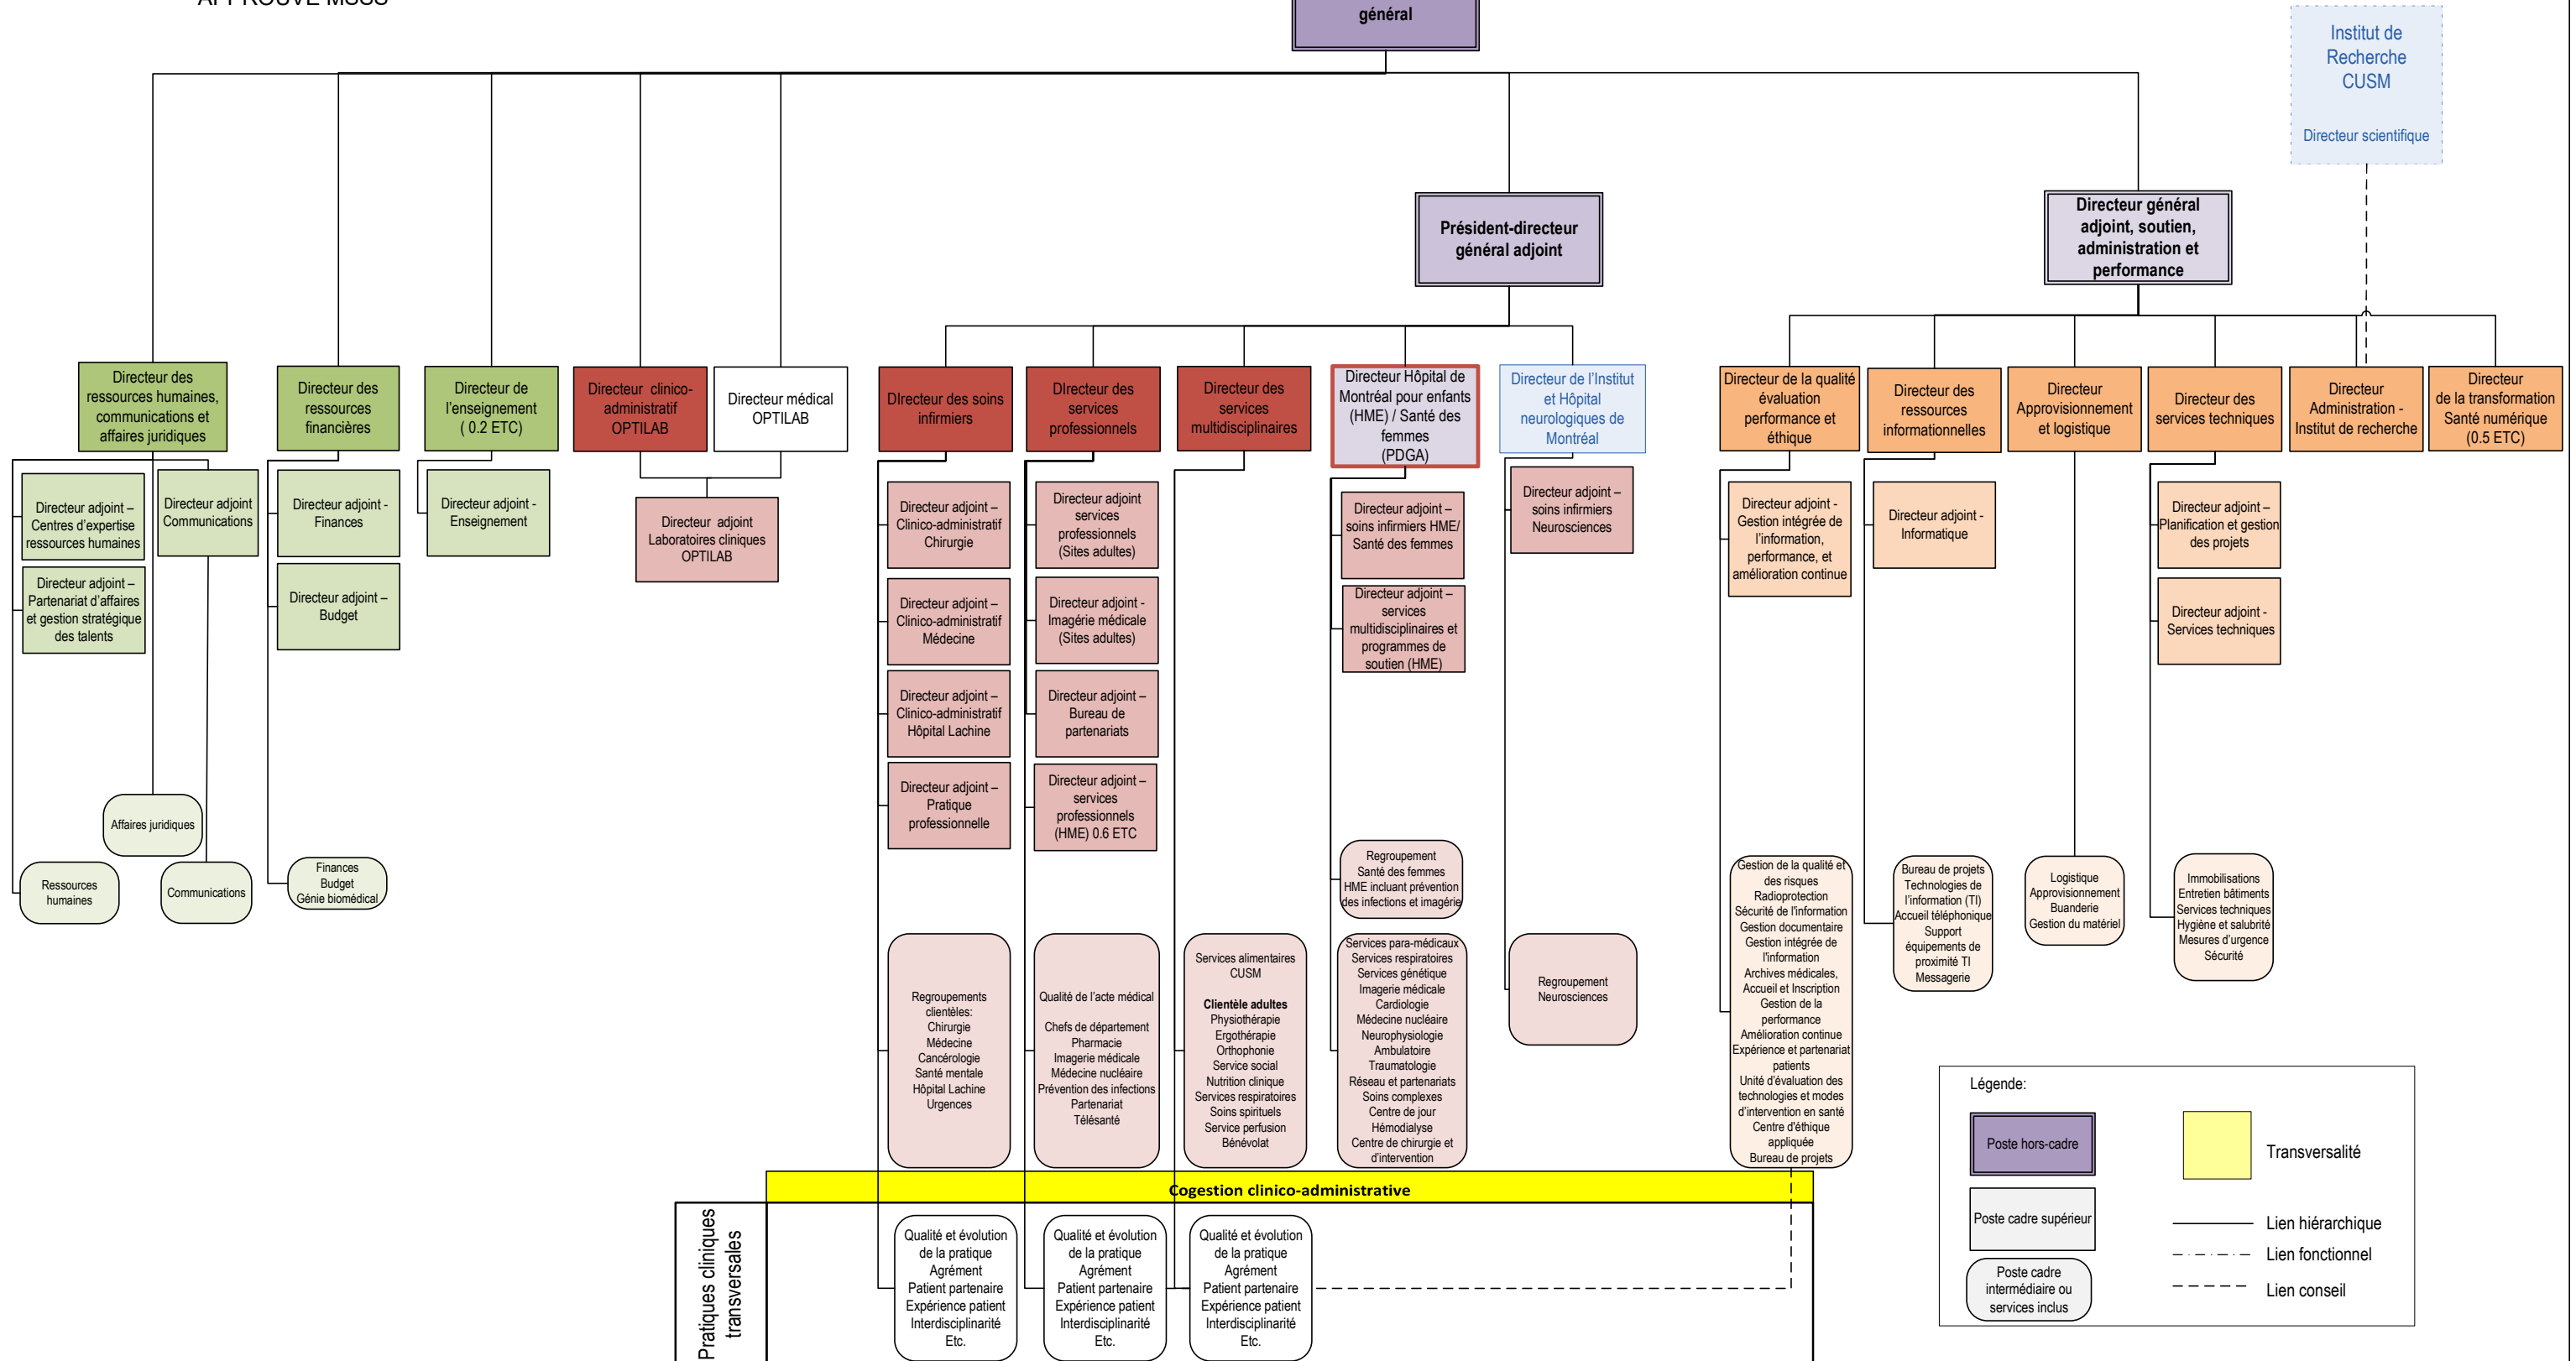 APPROUVÉ MSSS
général
Institut de
Recherche
CUSM
Directeur scientifique
Président-directeur
général adjoint
Directeur général
adjoint, soutien,
administration et
performance
Directeur des
ressources humaines,
communications et
affaires juridiques
Directeur des
ressources
financières
Directeur de
l'enseignement
( 0.2 ETC)
Directeur clinico-
administratif
OPTILAB
Directeur médical
OPTILAB
DIrecteur des soins
infirmiers
DIrecteur des
services
professionnels
Directeur des
services
multidisciplinaires
Directeur Hôpital de
Montréal pour enfants
(HME) / Santé des
femmes
(PDGA)
Directeur de l'Institut
et Hôpital
neurologiques de
Montréal
Directeur de la qualité
évaluation
performance et
éthique
Directeur des
ressources
informationnelles
Directeur
Approvisionnement
et logistique
Directeur des
services techniques
Directeur
Administration -
Institut de recherche
Directeur
de la transformation
Santé numérique
(0.5 ETC)
Directeur adjoint –
Centres d'expertise
ressources humaines
Directeur adjoint
Communications
Directeur adjoint –
Partenariat d'affaires
et gestion stratégique
des talents
Directeur adjoint -
Finances
Directeur adjoint –
Budget
Directeur adjoint -
Enseignement
Directeur adjoint
Laboratoires cliniques
OPTILAB
Directeur adjoint –
Clinico-administratif
Chirurgie
Directeur adjoint –
Clinico-administratif
Médecine
Directeur adjoint –
Clinico-administratif
Hôpital Lachine
Directeur adjoint –
Pratique
professionnelle
Directeur adjoint
services
professionnels
(Sites adultes)
Directeur adjoint -
Imagérie médicale
(Sites adultes)
Directeur adjoint –
Bureau de
partenariats
Directeur adjoint –
services
professionnels
(HME) 0.6 ETC
Directeur adjoint –
soins infirmiers HME/
Santé des femmes
Directeur adjoint –
services
multidisciplinaires et
programmes de
soutien (HME)
Directeur adjoint –
soins infirmiers
Neurosciences
Directeur adjoint -
Gestion intégrée de
l'information,
performance, et
amélioration continue
Directeur adjoint -
Informatique
Directeur adjoint –
Planification et gestion
des projets
Directeur adjoint -
Services techniques
Affaires juridiques
Ressources
humaines
Communications
Finances
Budget
Génie biomédical
Regroupements
clientèles:
Chirurgie
Médecine
Cancérologie
Santé mentale
Hôpital Lachine
Urgences
Qualité de l'acte médical
Chefs de département
Pharmacie
Imagerie médicale
Médecine nucléaire
Prévention des infections
Partenariat
Télésanté
Services alimentaires
CUSM
Clientèle adultes
Physiothérapie
Ergothérapie
Orthophonie
Service social
Nutrition clinique
Services respiratoires
Soins spirituels
Service perfusion
Bénévolat
Regroupement
Santé des femmes
HME incluant prévention
des infections et imagérie
Services para-médicaux
Services respiratoires
Services génétique
Imagerie médicale
Cardiologie
Médecine nucléaire
Neurophysiologie
Ambulatoire
Traumatologie
Réseau et partenariats
Soins complexes
Centre de jour
Hémodialyse
Centre de chirurgie et
d'intervention
Regroupement
Neurosciences
Gestion de la qualité et
des risques
Radioprotection
Sécurité de l'information
Gestion documentaire
Gestion intégrée de
l'information
Archives médicales,
Accueil et Inscription
Gestion de la
performance
Amélioration continue
Expérience et partenariat
patients
Unité d'évaluation des
technologies et modes
d'intervention en santé
Centre d'éthique
appliquée
Bureau de projets
Bureau de projets
Technologies de
l'information (TI)
Accueil téléphonique
Support
équipements de
proximité TI
Messagerie
Logistique
Approvisionnement
Buanderie
Gestion du matériel
Immobilisations
Entretien bâtiments
Services techniques
Hygiène et salubrité
Mesures d'urgence
Sécurité
Cogestion clinico-administrative
Pratiques cliniques
transversales
Qualité et évolution
de la pratique
Agrément
Patient partenaire
Expérience patient
Interdisciplinarité
Etc.
Qualité et évolution
de la pratique
Agrément
Patient partenaire
Expérience patient
Interdisciplinarité
Etc.
Qualité et évolution
de la pratique
Agrément
Patient partenaire
Expérience patient
Interdisciplinarité
Etc.
Légende:
Poste hors-cadre
Transversalité
Poste cadre supérieur
Lien hiérarchique
Lien fonctionnel
Poste cadre
intermédiaire ou
services inclus
Lien conseil